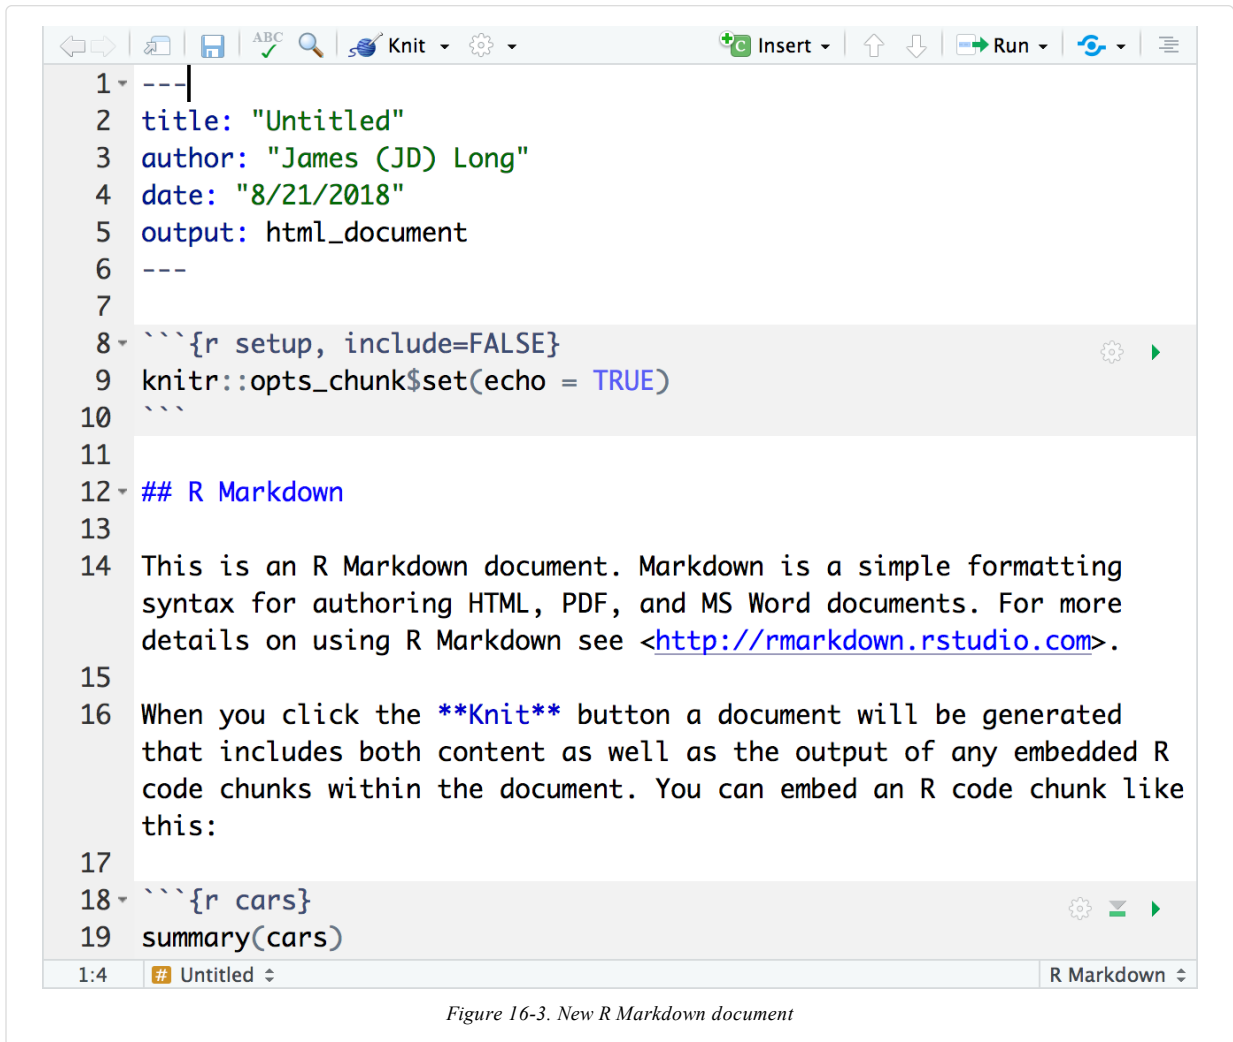 ABC Knit Insert Run
1 ---
2 title: "Untitled"
3 author: "James (JD) Long"
4 date: "8/21/2018"
5 output: html_document
6 ---
7
8 ```{r setup, include=FALSE}
9 knitr::opts_chunk$set(echo = TRUE)
10 ```
11
12 ## R Markdown
13
14 This is an R Markdown document. Markdown is a simple formatting
syntax for authoring HTML, PDF, and MS Word documents. For more
details on using R Markdown see <http://rmarkdown.rstudio.com>.
15
16 When you click the **Knit** button a document will be generated
that includes both content as well as the output of any embedded R
code chunks within the document. You can embed an R code chunk like
this:
17
18 ```{r cars}
19 summary(cars)
1:4 # Untitled R Markdown
Figure 16-3. New R Markdown document